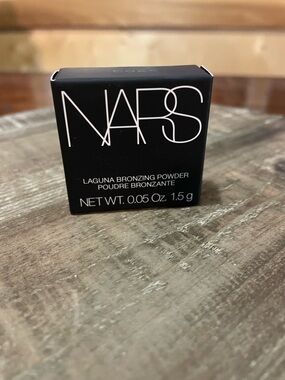 NARS
LAGUNA BRONZING POWDER
POUDRE BRONZANTE
NET WT. 0.05 Oz. 1.5 g